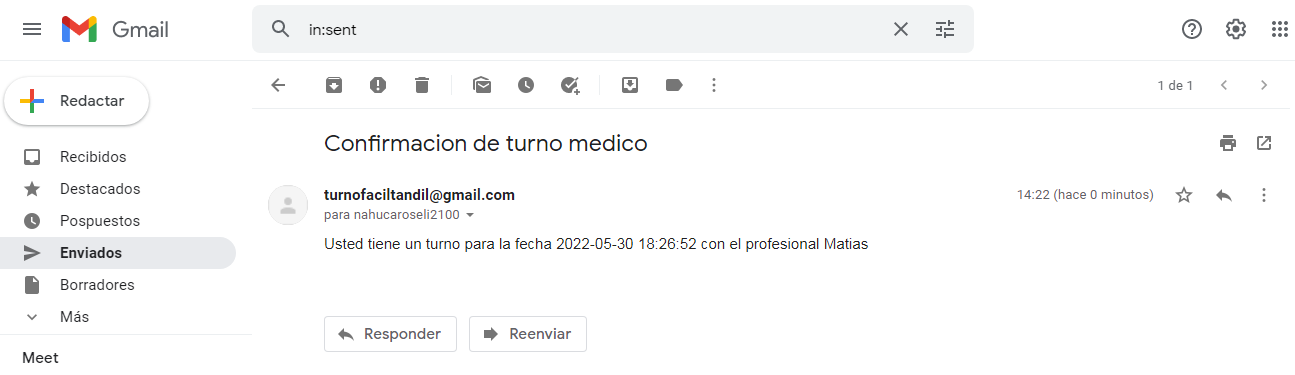 Gmail
in:sent
Redactar
1 de 1
Recibidos
Destacados
Pospuestos
Enviados
Borradores
Más
Meet
Confirmacion de turno medico
turnofaciltandil@gmail.com
14:22 (hace 0 minutos)
para nahucaroseli2100
Usted tiene un turno para la fecha 2022-05-30 18:26:52 con el profesional Matias
Responder
Reenviar